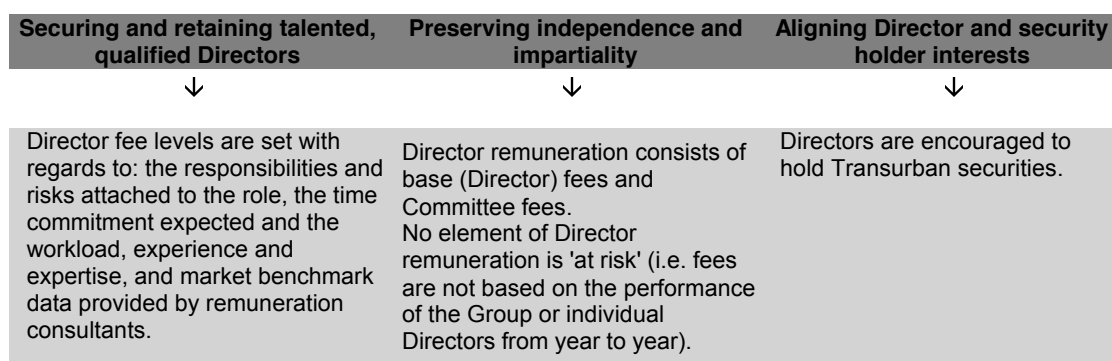 Securing and retaining talented,
qualified Directors
Preserving independence and
impartiality
Aligning Director and security
holder interests
Director fee levels are set with
regards to: the responsibilities and
risks attached to the role, the time
commitment expected and the
workload, experience and
expertise, and market benchmark
data provided by remuneration
consultants.
Director remuneration consists of
base (Director) fees and
Committee fees.
No element of Director
remuneration is 'at risk' (i.e. fees
are not based on the performance
of the Group or individual
Directors from year to year).
Directors are encouraged to
hold Transurban securities.